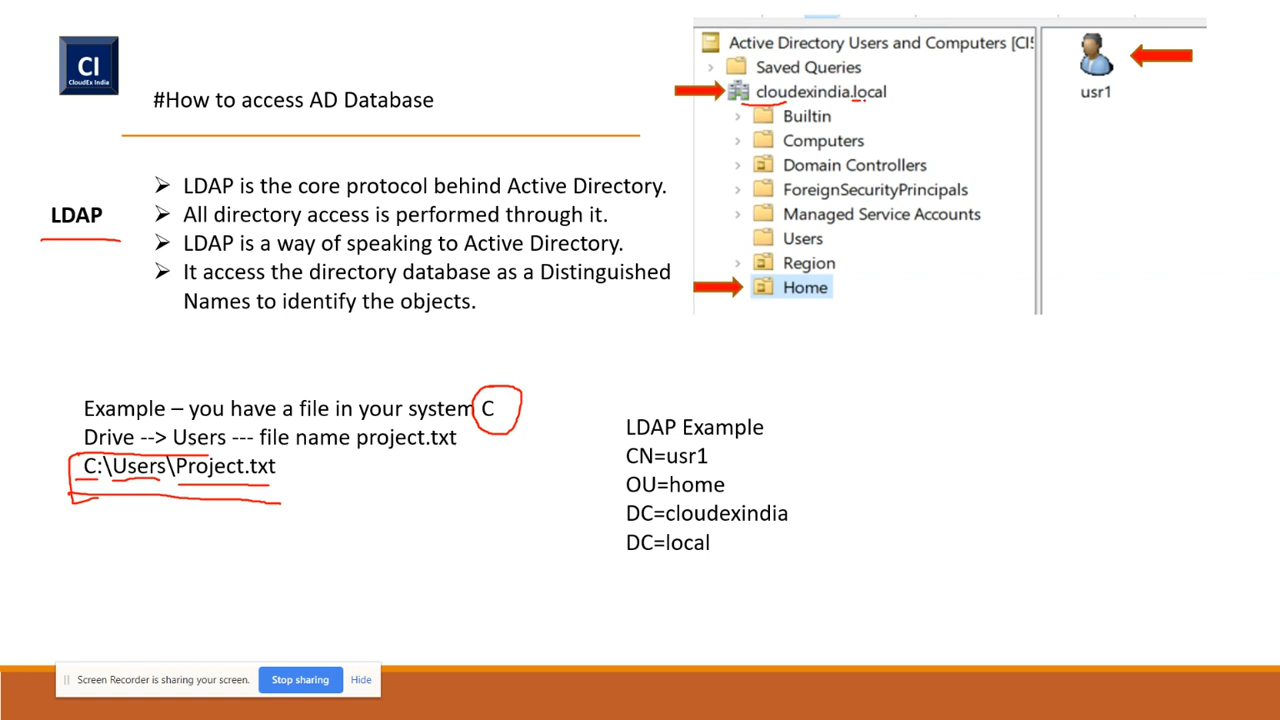 CI
CloudEx India
#How to access AD Database
LDAP
➢ LDAP is the core protocol behind Active Directory.
➢ All directory access is performed through it.
➢ LDAP is a way of speaking to Active Directory.
➢ It access the directory database as a Distinguished
Names to identify the objects.
Active Directory Users and Computers [CI
Saved Queries
cloudexindia.local
Builtin
Computers
Domain Controllers
ForeignSecurityPrincipals
Managed Service Accounts
Users
Region
Home
usr1
Example – you have a file in your system C
Drive --> Users --- file name project.txt
C:\Users\Project.txt
LDAP Example
CN=usr1
OU=home
DC=cloudexindia
DC=local
Screen Recorder is sharing your screen.
Stop sharing
Hide